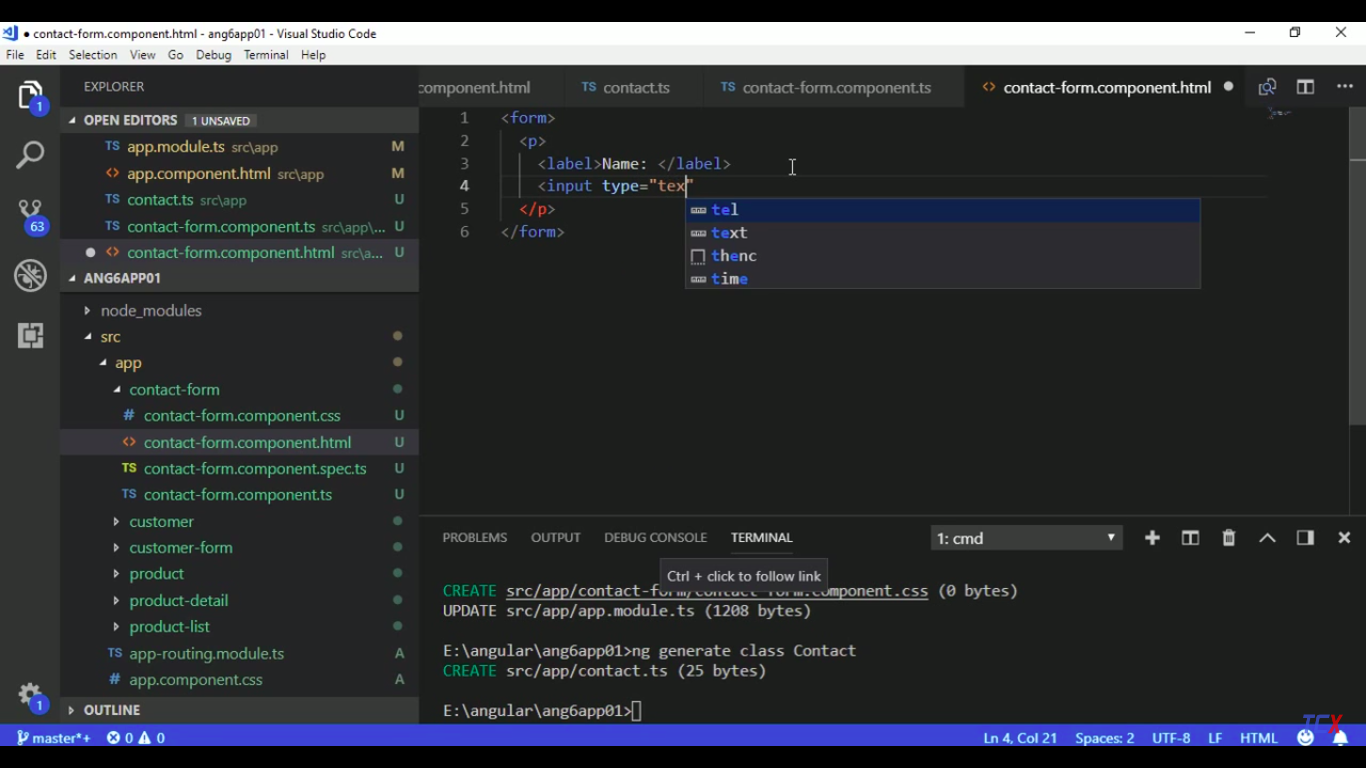 contact-form.component.html - ang6app01 - Visual Studio Code
File Edit Selection View Go Debug Terminal Help
EXPLORER
component.html
TS contact.ts
TS contact-form.component.ts
<> contact-form.component.html
1
OPEN EDITORS 1 UNSAVED
TS app.module.ts src\app M
<> app.component.html src\app M
TS contact.ts src\app U
TS contact-form.component.ts src\app\... U
<> contact-form.component.html src\a... U
63
ANG6APP01
node_modules
src
app
contact-form
# contact-form.component.css U
<> contact-form.component.html U
TS contact-form.component.spec.ts U
TS contact-form.component.ts U
customer
customer-form
product
product-detail
product-list
TS app-routing.module.ts A
# app.component.css A
OUTLINE
1
1 <form>
2 <p>
3 <label>Name: </label>
4 <input type="tex"
5 </p>
6 </form>
tel
text
thenc
time
PROBLEMS OUTPUT DEBUG CONSOLE TERMINAL
1: cmd
Ctrl + click to follow link
CREATE src/app/contact-form/contact-form.component.css (0 bytes)
UPDATE src/app/app.module.ts (1208 bytes)
E:\angular\ang6app01>ng generate class Contact
CREATE src/app/contact.ts (25 bytes)
E:\angular\ang6app01>
TCX
master*+ 0 0
Ln 4, Col 21 Spaces: 2 UTF-8 LF HTML